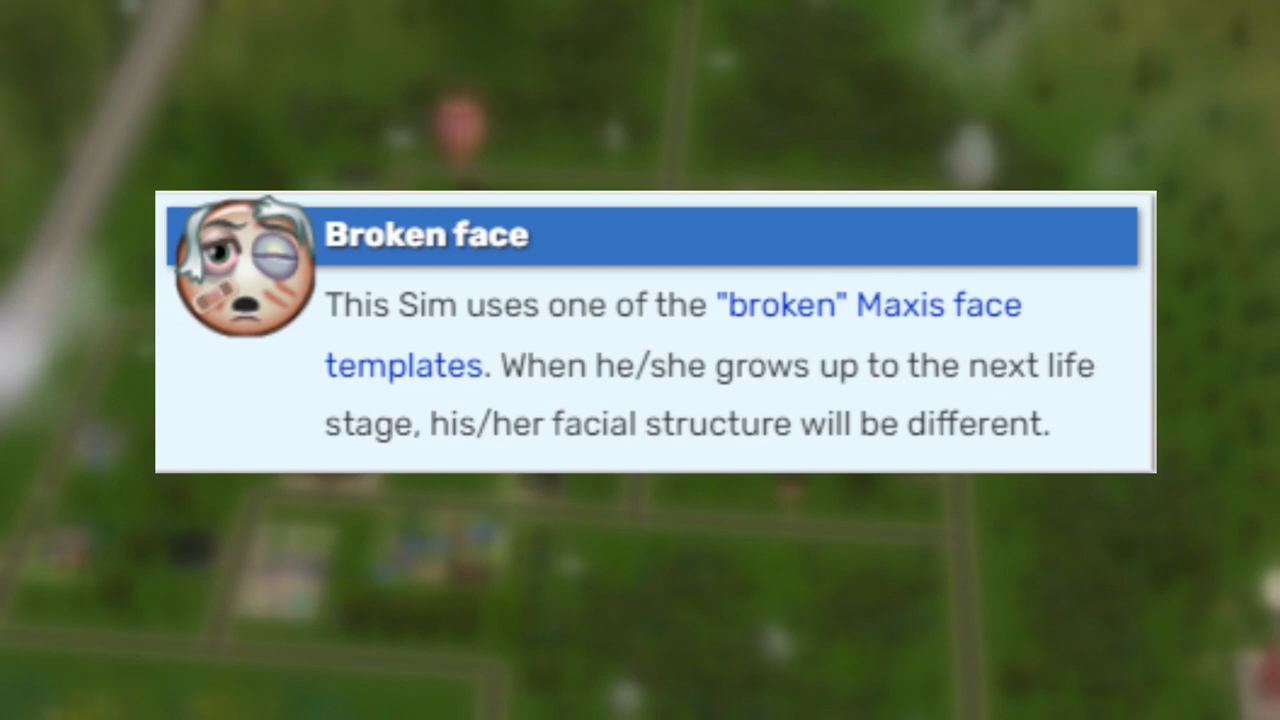 Broken face
This Sim uses one of the "broken" Maxis face
templates. When he/she grows up to the next life
stage, his/her facial structure will be different.